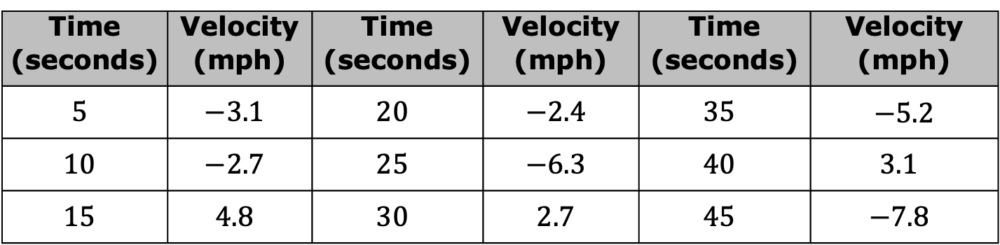 Time (seconds) Velocity (mph) Time (seconds) Velocity (mph) Time (seconds) Velocity (mph)
5 −3.1 20 −2.4 35 −5.2
10 −2.7 25 −6.3 40 3.1
15 4.8 30 2.7 45 −7.8